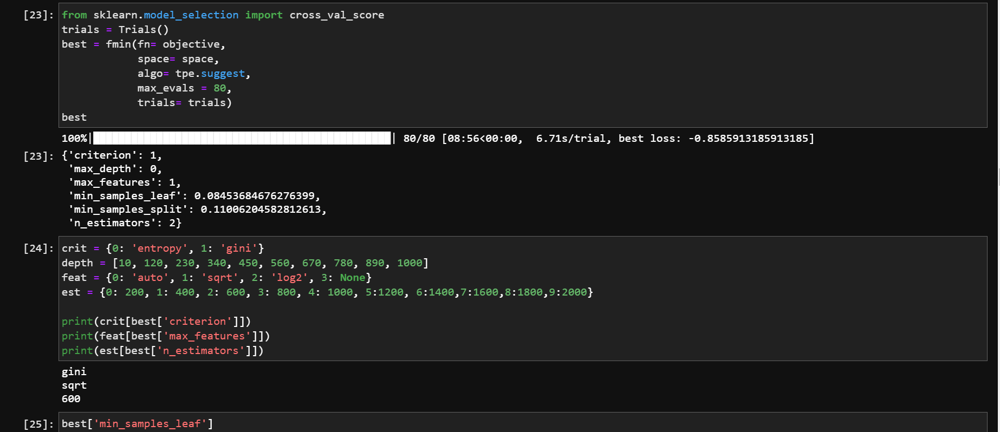 [23]: from sklearn.model_selection import cross_val_score
trials = Trials()
best = fmin(fn= objective,
            space= space,
            algo= tpe.suggest,
            max_evals = 80,
            trials= trials)
best
100%|██████████| 80/80 [08:56<00:00,  6.71s/trial, best loss: -0.8585913185913185]
[23]: {'criterion': 1,
 'max_depth': 0,
 'max_features': 1,
 'min_samples_leaf': 0.08453684676276399,
 'min_samples_split': 0.11006204582812613,
 'n_estimators': 2}
[24]: crit = {0: 'entropy', 1: 'gini'}
depth = [10, 120, 230, 340, 450, 560, 670, 780, 890, 1000]
feat = {0: 'auto', 1: 'sqrt', 2: 'log2', 3: None}
est = {0: 200, 1: 400, 2: 600, 3: 800, 4: 1000, 5:1200, 6:1400,7:1600,8:1800,9:2000}
print(crit[best['criterion']])
print(feat[best['max_features']])
print(est[best['n_estimators']])
gini
sqrt
600
[25]: best['min_samples_leaf']